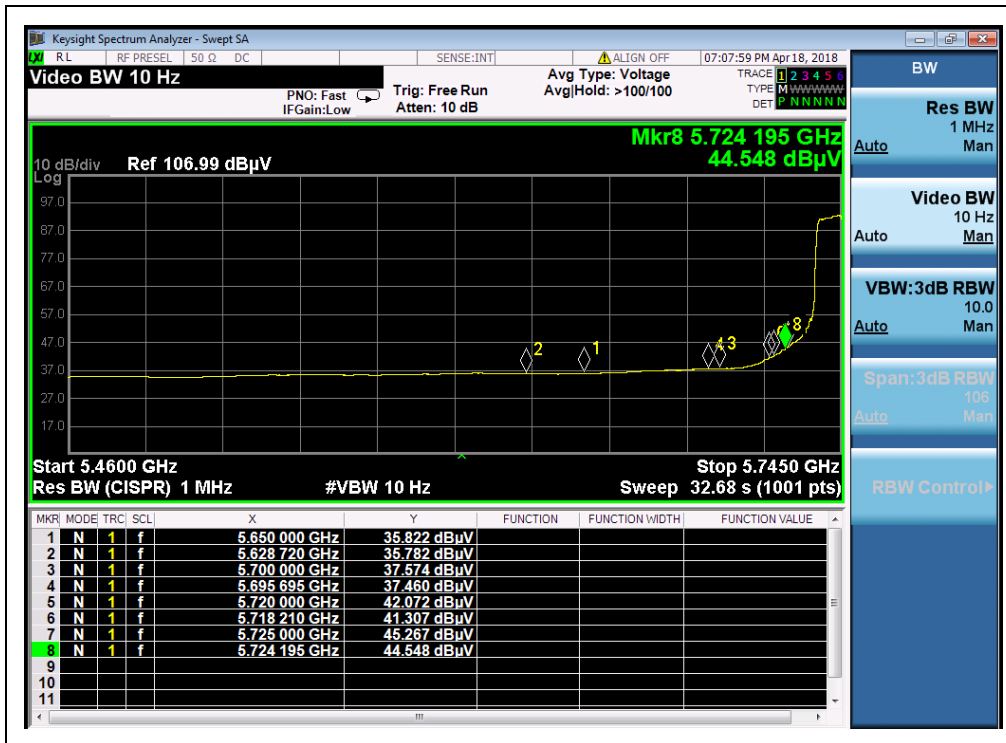 Keysight Spectrum Analyzer - Swept SA
LXI RL RF PRESEL 50 Ω DC SENSE:INT ALIGN OFF 07:07:59 PM Apr 18, 2018
Video BW 10 Hz
PNO: Fast
IFGain:Low
Trig: Free Run
Atten: 10 dB
Avg Type: Voltage
Avg|Hold: >100/100
TRACE 1 2 3 4 5 6
TYPE M WWWWW
DET P N N N N N
Mkr8 5.724 195 GHz
44.548 dBµV
10 dB/div Ref 106.99 dBµV
Log
97.0
87.0
77.0
67.0
57.0
47.0
37.0
27.0
17.0
2
1
4 3
8
Start 5.4600 GHz Stop 5.7450 GHz
Res BW (CISPR) 1 MHz #VBW 10 Hz Sweep 32.68 s (1001 pts)
MKR MODE TRC SCL X Y FUNCTION FUNCTION WIDTH FUNCTION VALUE
1 N 1 f 5.650 000 GHz 35.822 dBµV
2 N 1 f 5.628 720 GHz 35.782 dBµV
3 N 1 f 5.700 000 GHz 37.574 dBµV
4 N 1 f 5.695 695 GHz 37.460 dBµV
5 N 1 f 5.720 000 GHz 42.072 dBµV
6 N 1 f 5.718 210 GHz 41.307 dBµV
7 N 1 f 5.725 000 GHz 45.267 dBµV
8 N 1 f 5.724 195 GHz 44.548 dBµV
9
10
11
BW
Res BW
1 MHz
Auto Man
Video BW
10 Hz
Auto Man
VBW:3dB RBW
10.0
Auto Man
Span:3dB RBW
106
Auto Man
RBW Control